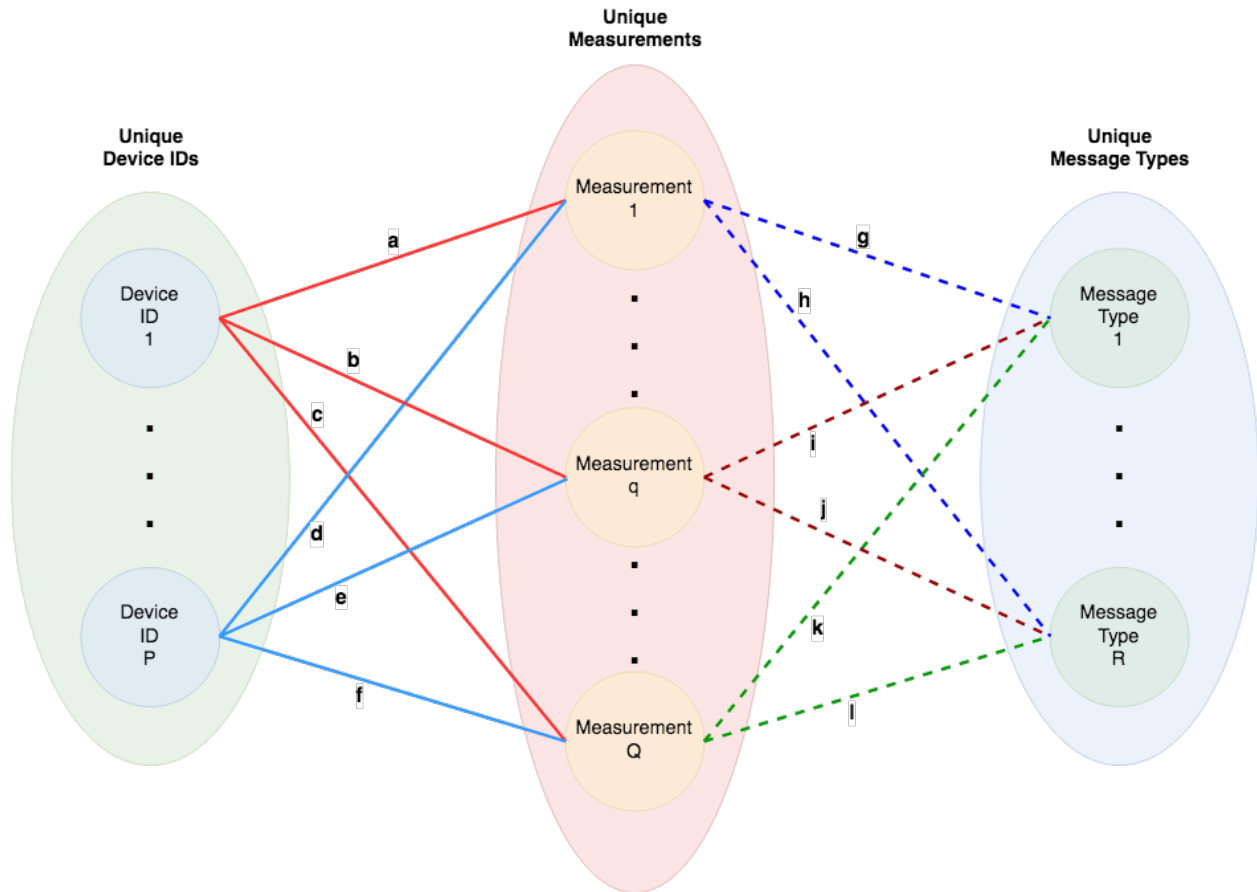 Unique
Measurements
Unique
Device IDs
Unique
Message Types
Measurement
1
a
g
Device
ID
1
h
Message
Type
1
b
c
i
Measurement
q
j
d
e
k
Device
ID
P
Message
Type
R
f
l
Measurement
Q